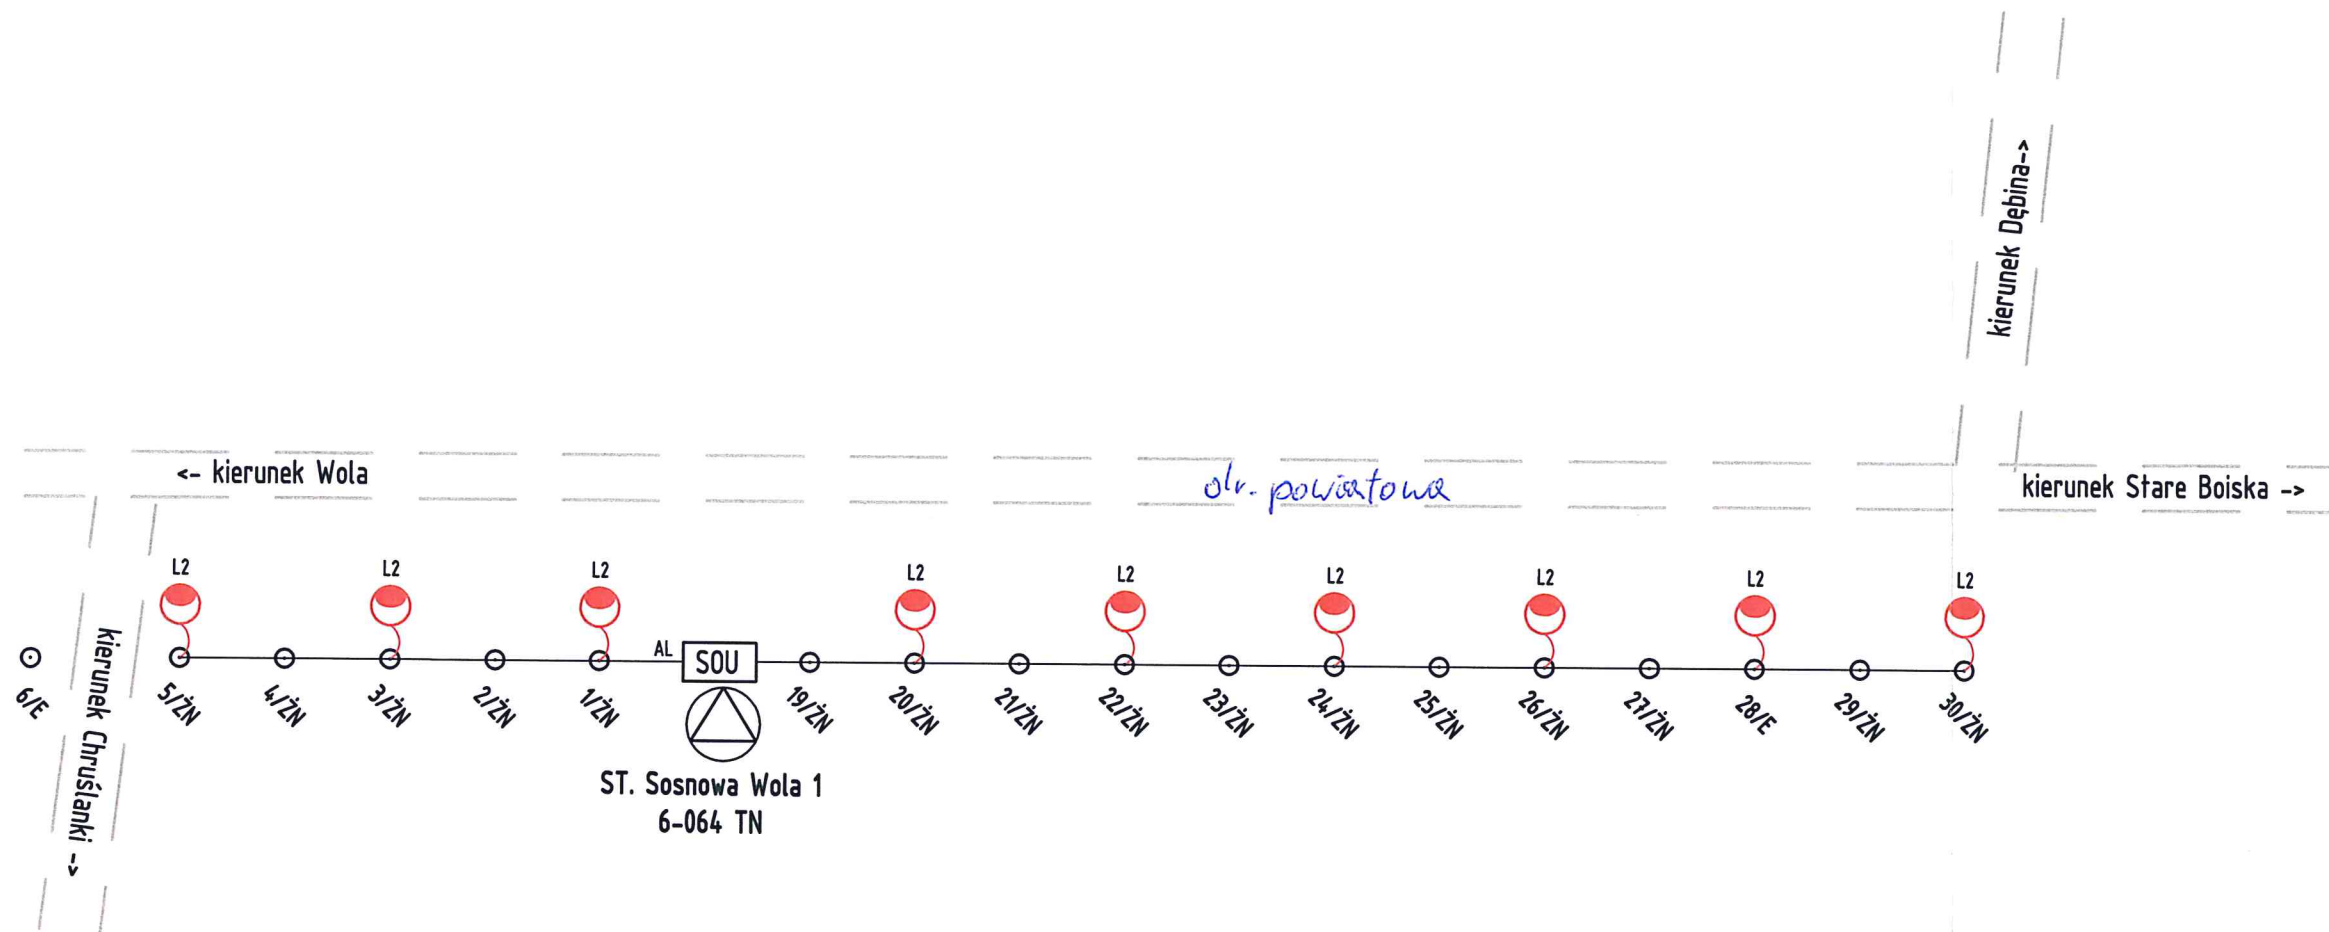 kierunek Dębina->
<- kierunek Wola
dr. powiatowa
kierunek Stare Boiska ->
kierunek Chruślanki ->
L2
L2
L2
L2
L2
L2
L2
L2
L2
AL
SOU
6/E
5/ŻN
4/ŻN
3/ŻN
2/ŻN
1/ŻN
19/ŻN
20/ŻN
21/ŻN
22/ŻN
23/ŻN
24/ŻN
25/ŻN
26/ŻN
27/ŻN
28/E
29/ŻN
30/ŻN
ST. Sosnowa Wola 1
6-064 TN